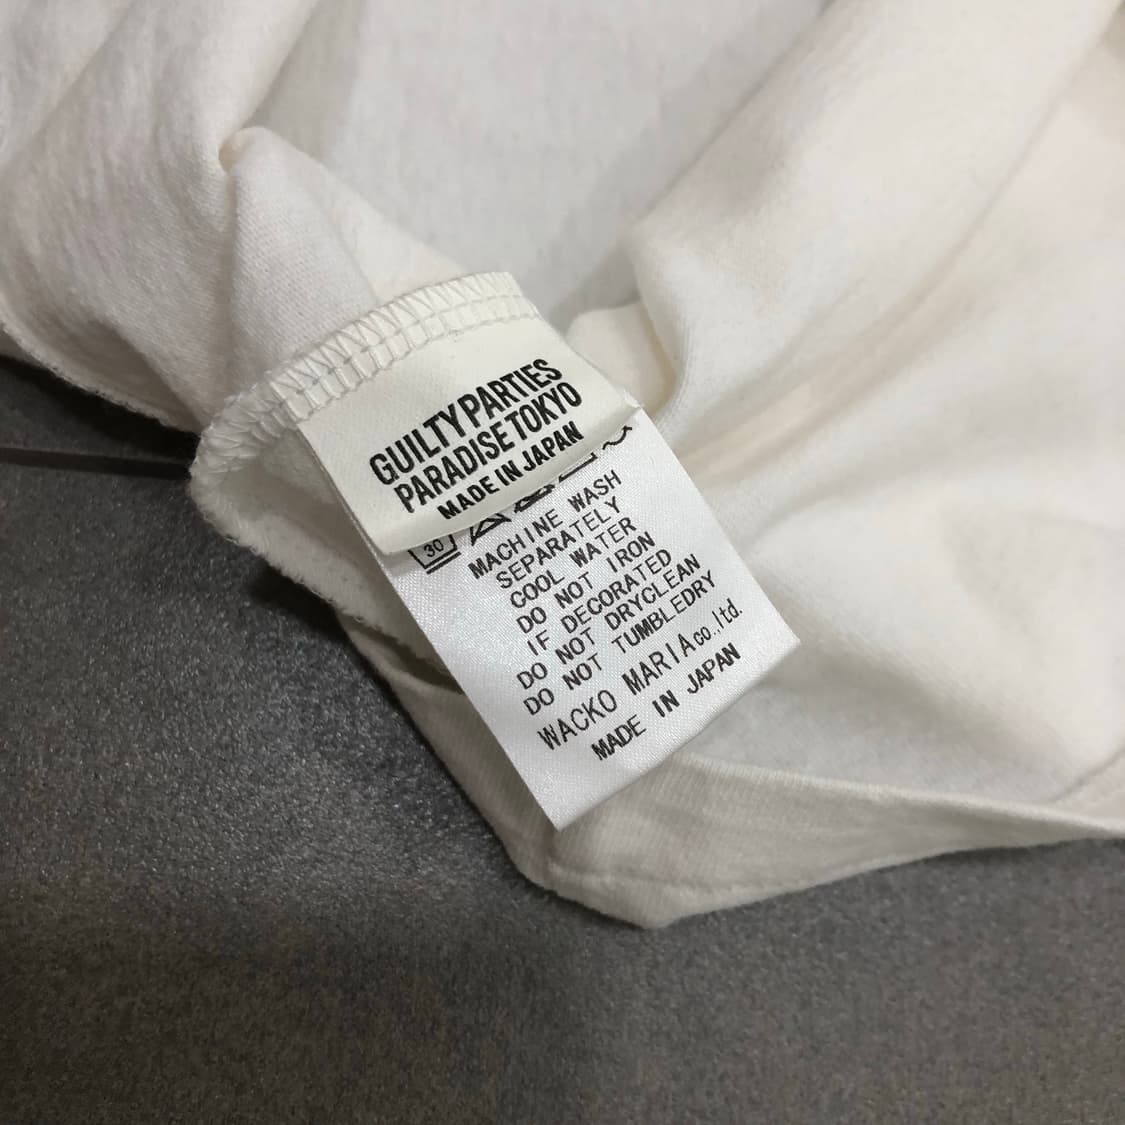 GUILTY PARTIES
PARADISE TOKYO
MADE IN JAPAN
30
MACHINE WASH
SEPARATELY
COOL WATER
DO NOT IRON
IF DECORATED
DO NOT DRYCLEAN
DO NOT TUMBLEDRY
WACKO MARIA co.,ltd.
MADE IN JAPAN